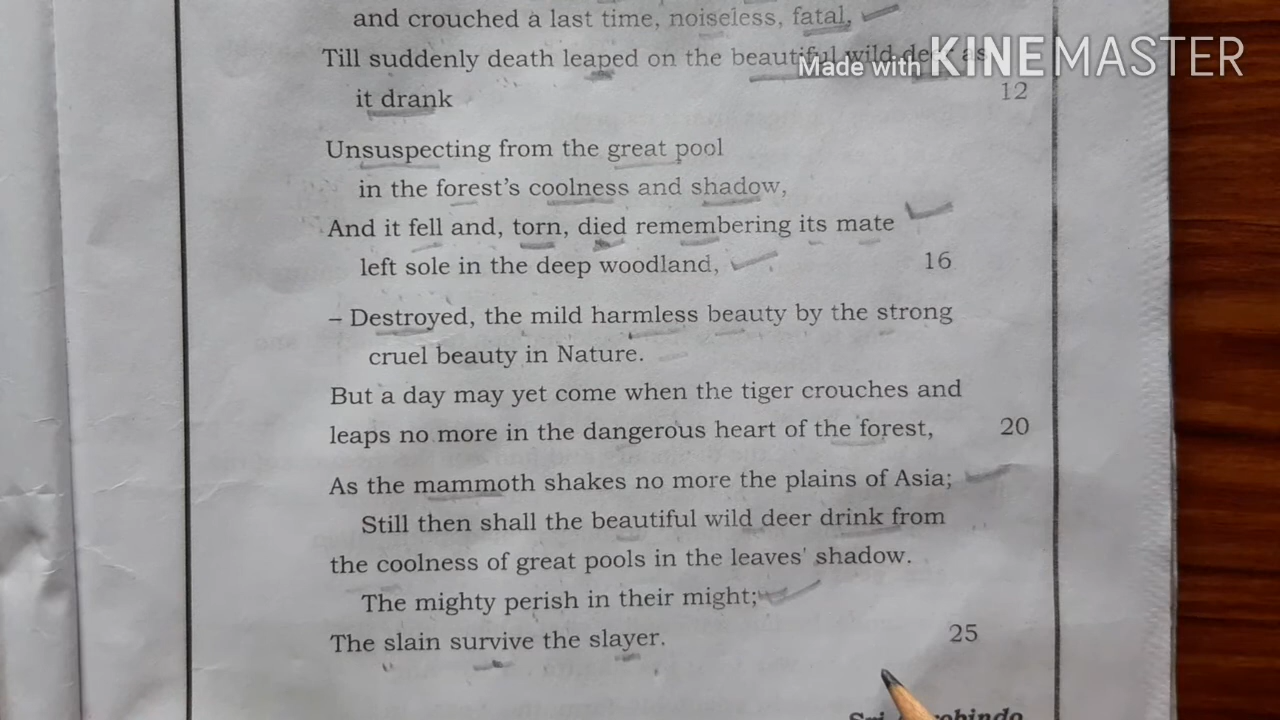 and crouched a last time, noiseless, fatal,
Till suddenly death leaped on the beautiful wild deer as
Made with KINEMASTER
it drank
12
Unsuspecting from the great pool
in the forest's coolness and shadow,
And it fell and, torn, died remembering its mate
left sole in the deep woodland, 16
– Destroyed, the mild harmless beauty by the strong
cruel beauty in Nature.
But a day may yet come when the tiger crouches and
leaps no more in the dangerous heart of the forest, 20
As the mammoth shakes no more the plains of Asia;
Still then shall the beautiful wild deer drink from
the coolness of great pools in the leaves' shadow.
The mighty perish in their might;
The slain survive the slayer. 25